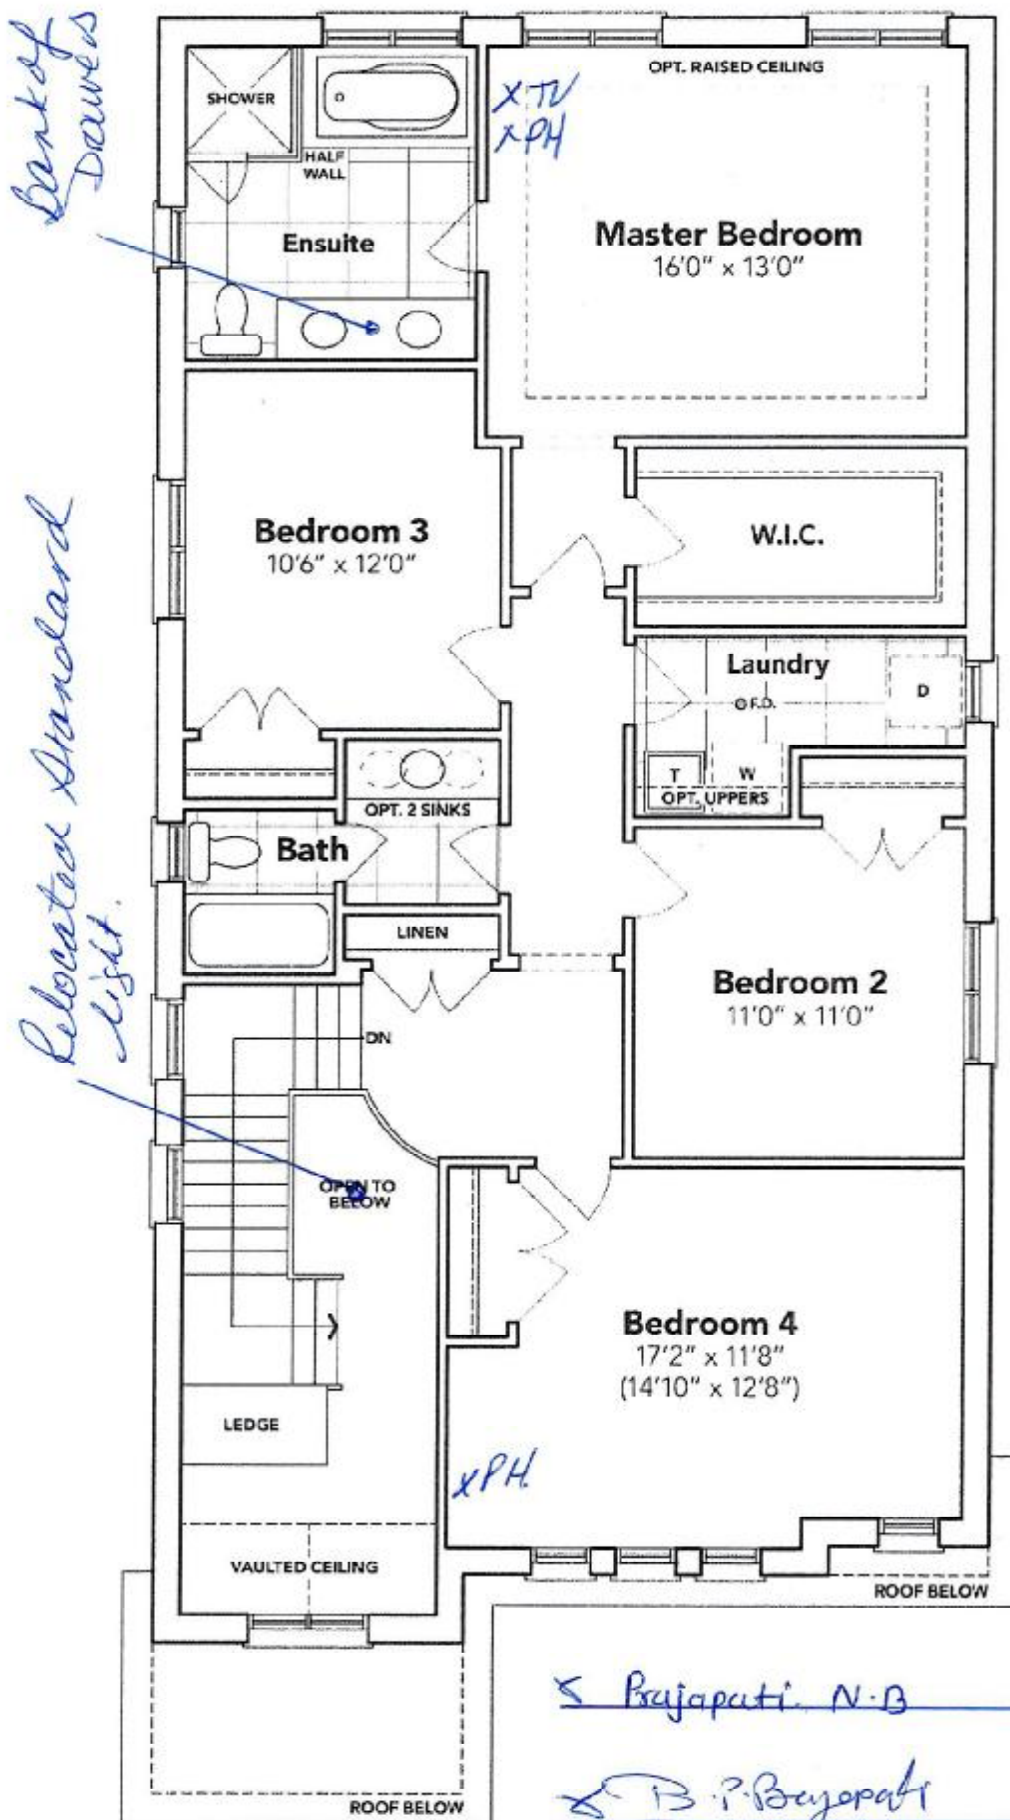 Bank of
Drawers
SHOWER
OPT. RAISED CEILING
X TV
X PH
HALF
WALL
Ensuite
Master Bedroom
16'0" x 13'0"
Bedroom 3
10'6" x 12'0"
W.I.C.
Relocated Standard
light.
Laundry
F.D.
D
T
W
OPT. UPPERS
OPT. 2 SINKS
Bath
LINEN
Bedroom 2
11'0" x 11'0"
DN
OPEN TO
BELOW
Bedroom 4
17'2" x 11'8"
(14'10" x 12'8")
LEDGE
X PH.
VAULTED CEILING
ROOF BELOW
X Prajapati. N.B
X B.P. Prajapati
ROOF BELOW